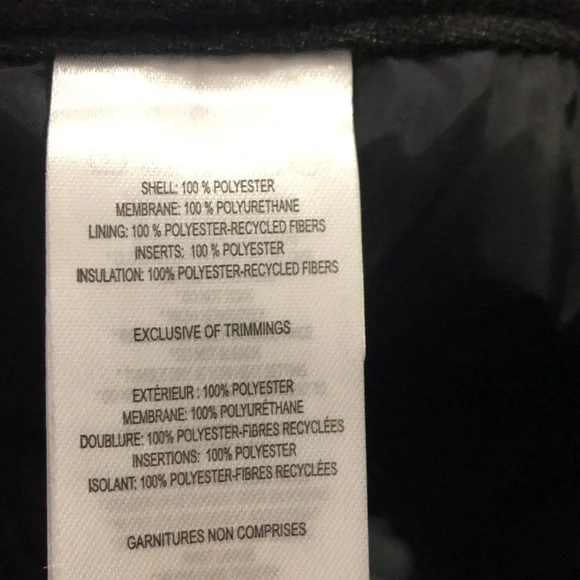 SHELL: 100 % POLYESTER
MEMBRANE: 100 % POLYURETHANE
LINING: 100 % POLYESTER-RECYCLED FIBERS
INSERTS: 100 % POLYESTER
INSULATION: 100% POLYESTER-RECYCLED FIBERS
EXCLUSIVE OF TRIMMINGS
EXTÉRIEUR : 100% POLYESTER
MEMBRANE: 100% POLYURÉTHANE
DOUBLURE: 100% POLYESTER-FIBRES RECYCLÉES
INSERTIONS: 100% POLYESTER
ISOLANT: 100% POLYESTER-FIBRES RECYCLÉES
GARNITURES NON COMPRISES